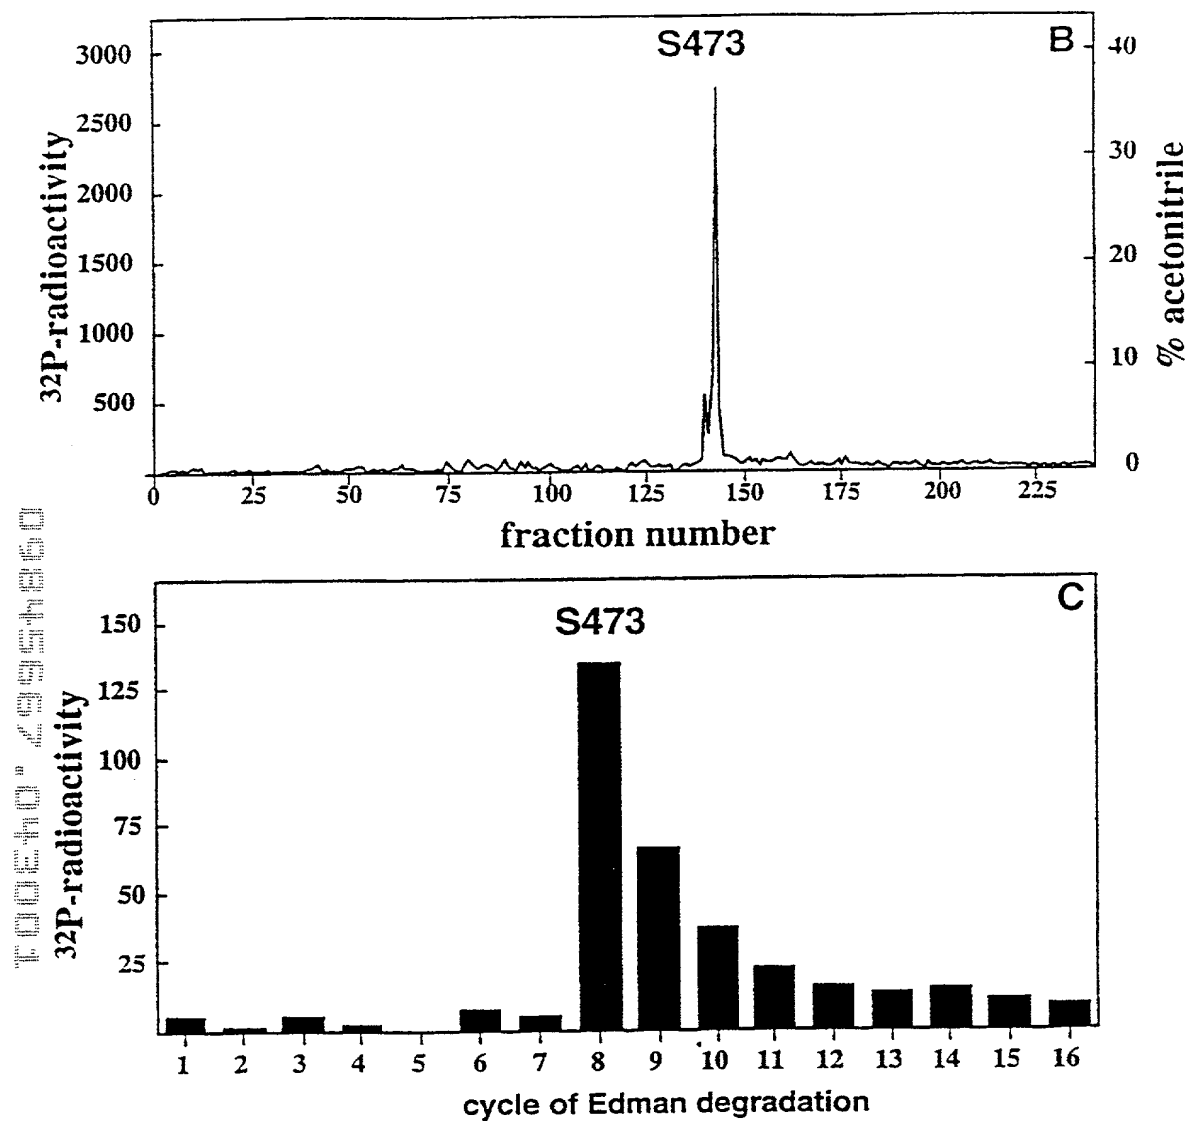 B
S473
3000
2500
2000
1500
1000
500
32P-radioactivity
40
30
20
10
0
% acetonitrile
0 25 50 75 100 125 150 175 200 225
fraction number
C
S473
150
125
100
75
50
25
32P-radioactivity
1 2 3 4 5 6 7 8 9 10 11 12 13 14 15 16
cycle of Edman degradation